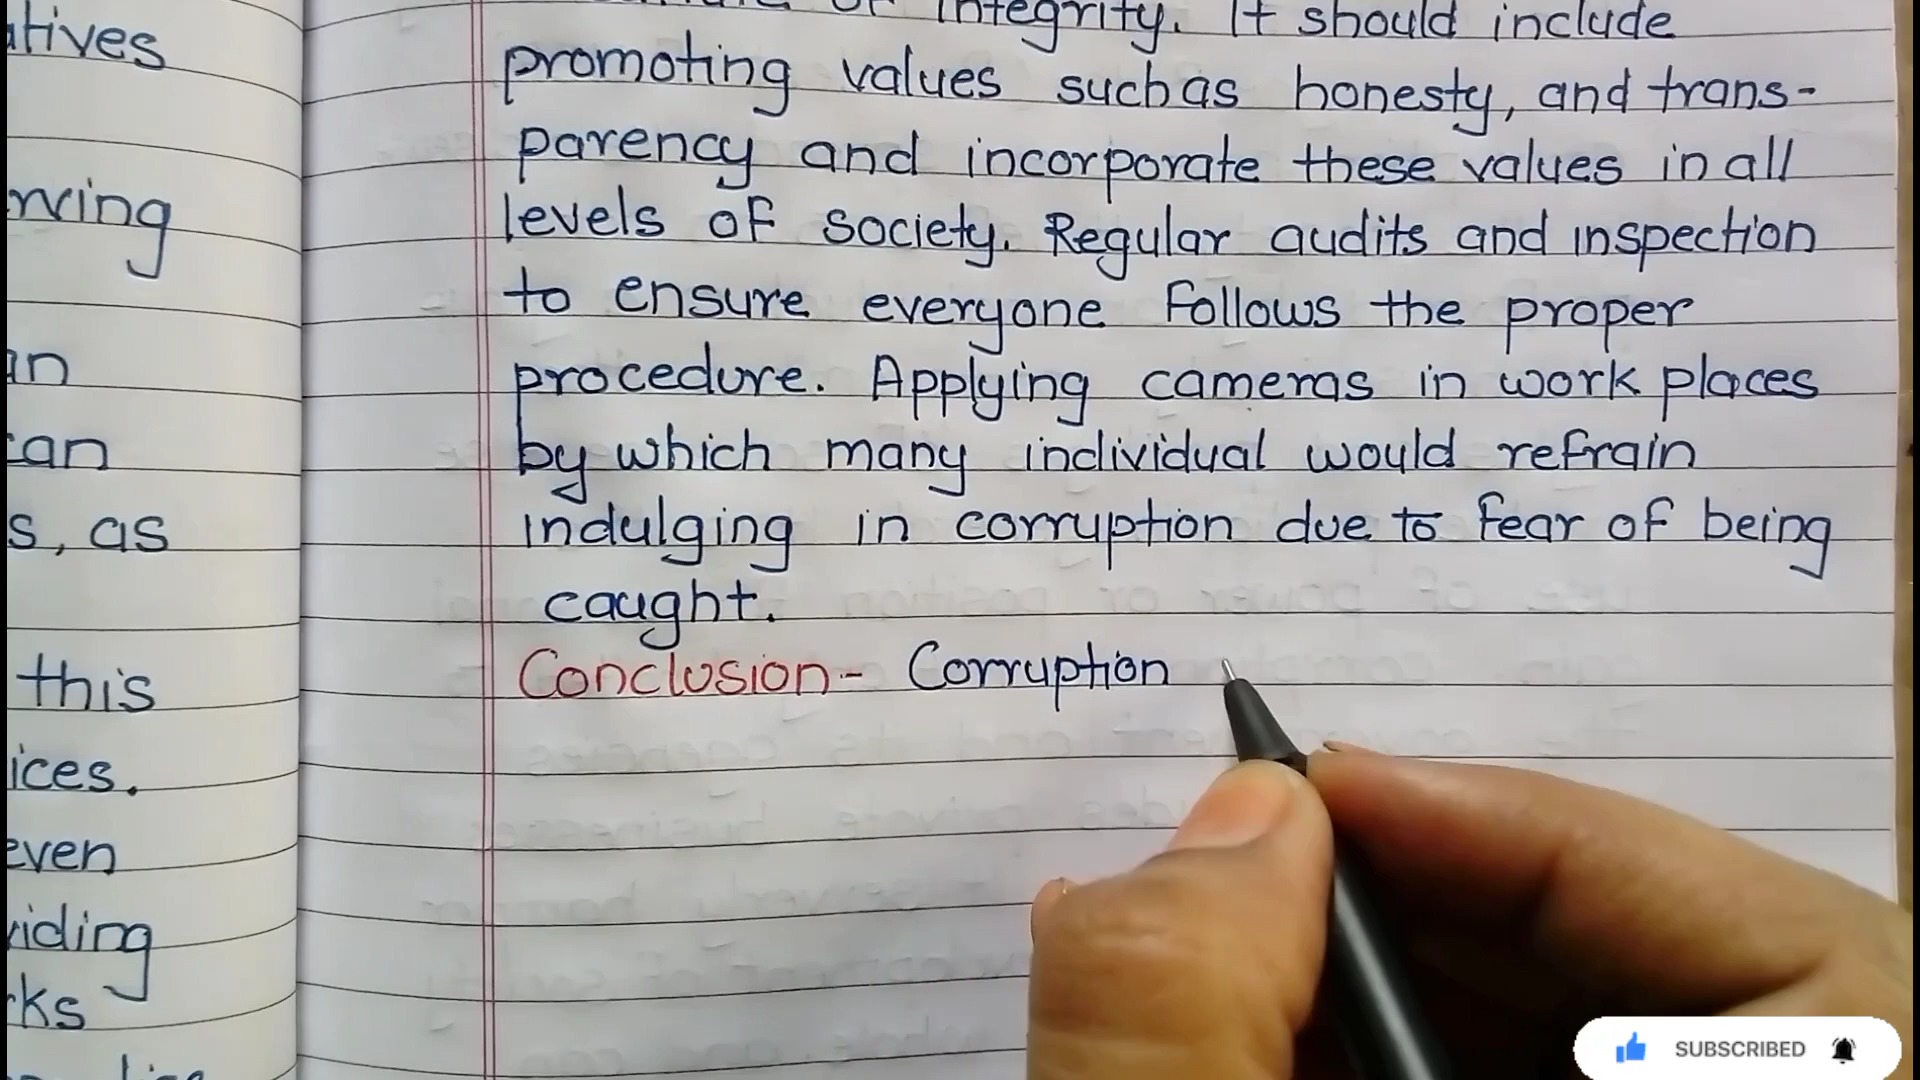 atives
rving
an
can
s, as
this
ices.
even
viding
rks
of integrity. It should include
promoting values such as honesty, and trans-
parency and incorporate these values in all
levels of society. Regular audits and inspection
to ensure everyone follows the proper
procedure. Applying cameras in work places
by which many individual would refrain
indulging in corruption due to fear of being
caught.
Conclusion- Corruption
SUBSCRIBED